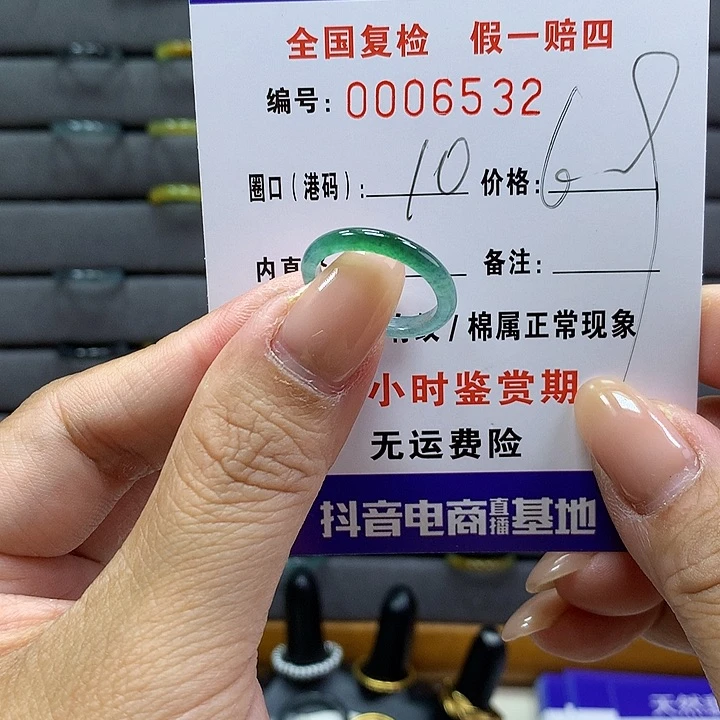 全国复检 假一赔四
编号: 0006532
圈口(港码): 10 价格: 68
内直 备注:
/棉属正常现象
小时鉴赏期
无运费险
抖音电商直播基地
天然